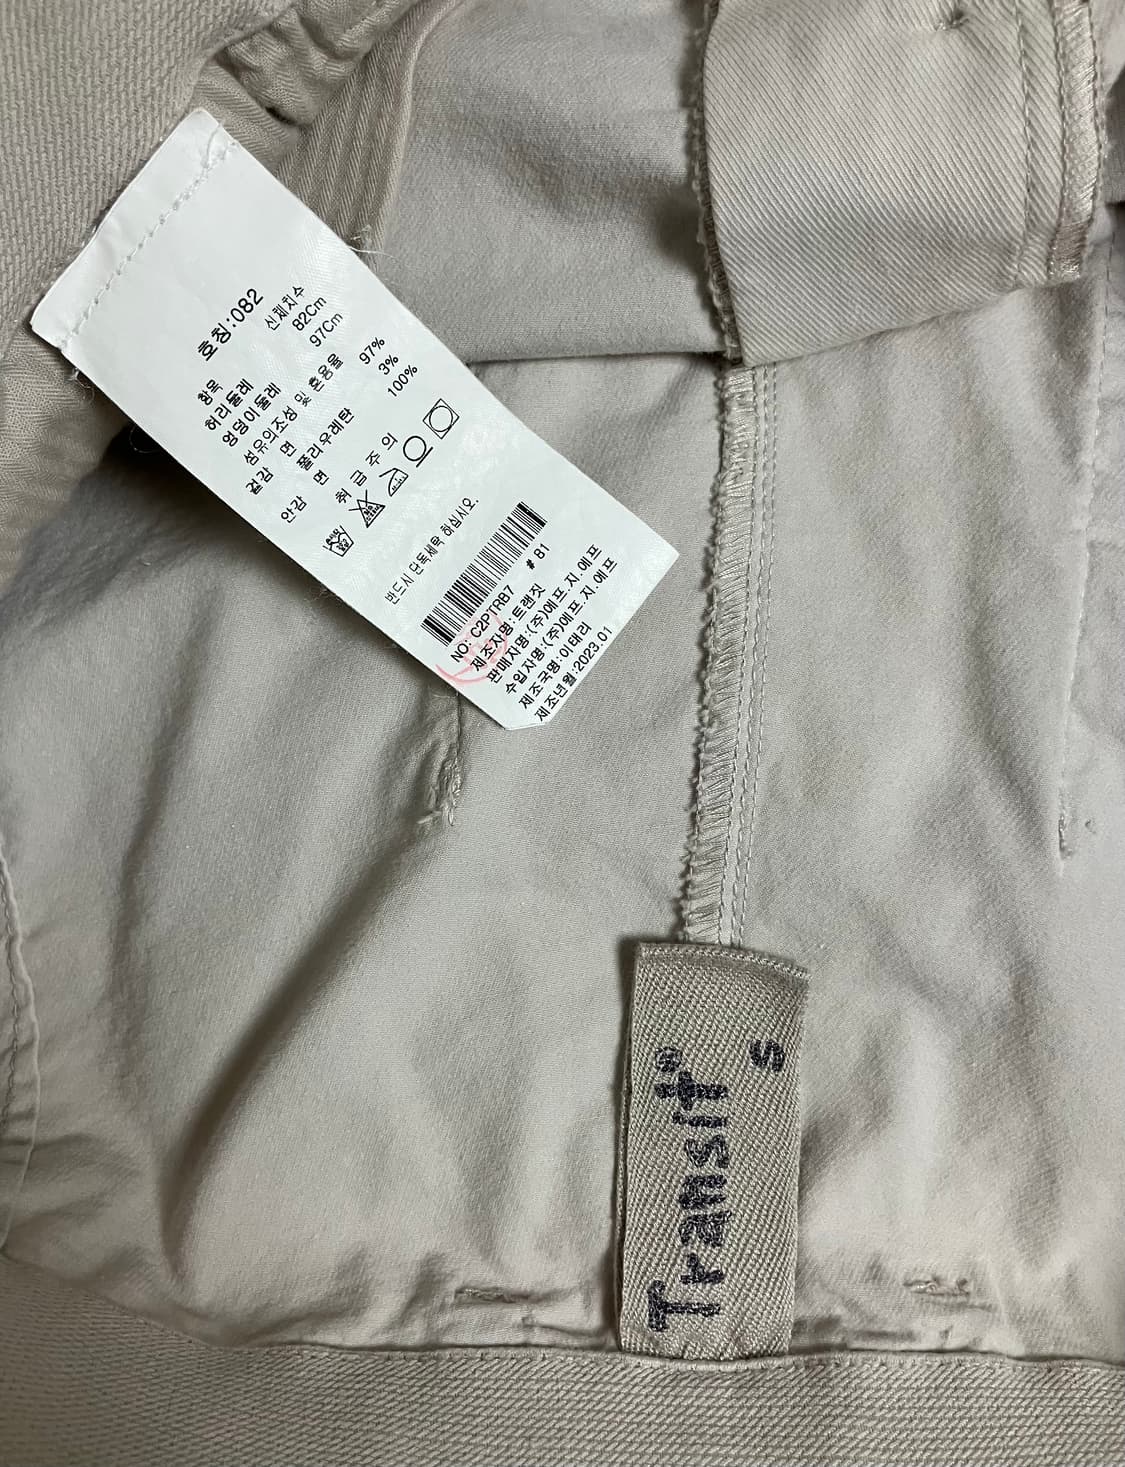 호칭:082
항목 신체치수
허리둘레 82Cm
엉덩이둘레 97Cm
섬유의조성 및 혼용율
겉감 면 97%
폴리우레탄 3%
안감 면 100%
취 급 주 의
반드시 단독세탁 하십시오.
NO: C2PTRB7 # 81
제조자명:트랜짓
판매자명:(주)에프.지.에프
수입자명:(주)에프.지.에프
제조국명:이태리
제조년월:2023.01
Transit®
S